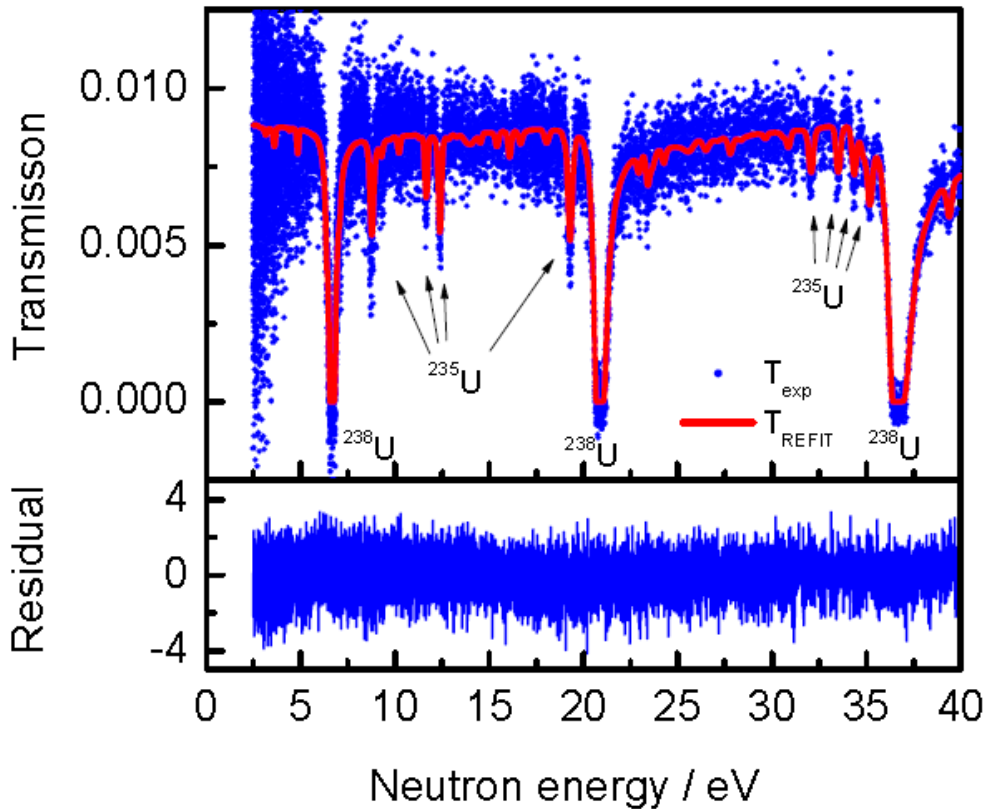 Transmisson
0.010
0.005
0.000
²³⁵U
²³⁵U
T_exp
T_REFIT
²³⁸U
²³⁸U
²³⁸U
Residual
4
0
-4
0 5 10 15 20 25 30 35 40
Neutron energy / eV